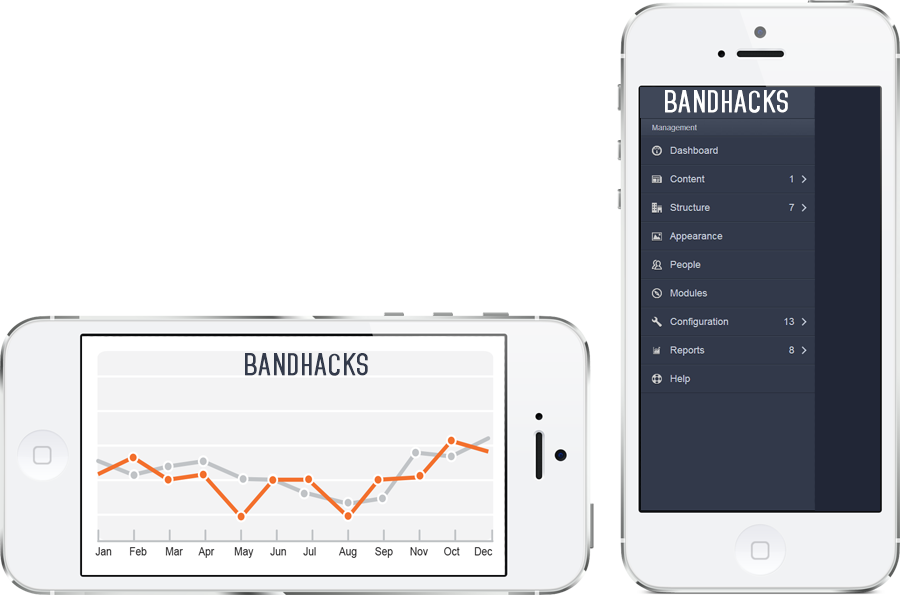 BANDHACKS
Jan Feb Mar Apr May Jun Jul Aug Sep Nov Oct Dec
BANDHACKS
Management
Dashboard
Content 1
Structure 7
Appearance
People
Modules
Configuration 13
Reports 8
Help